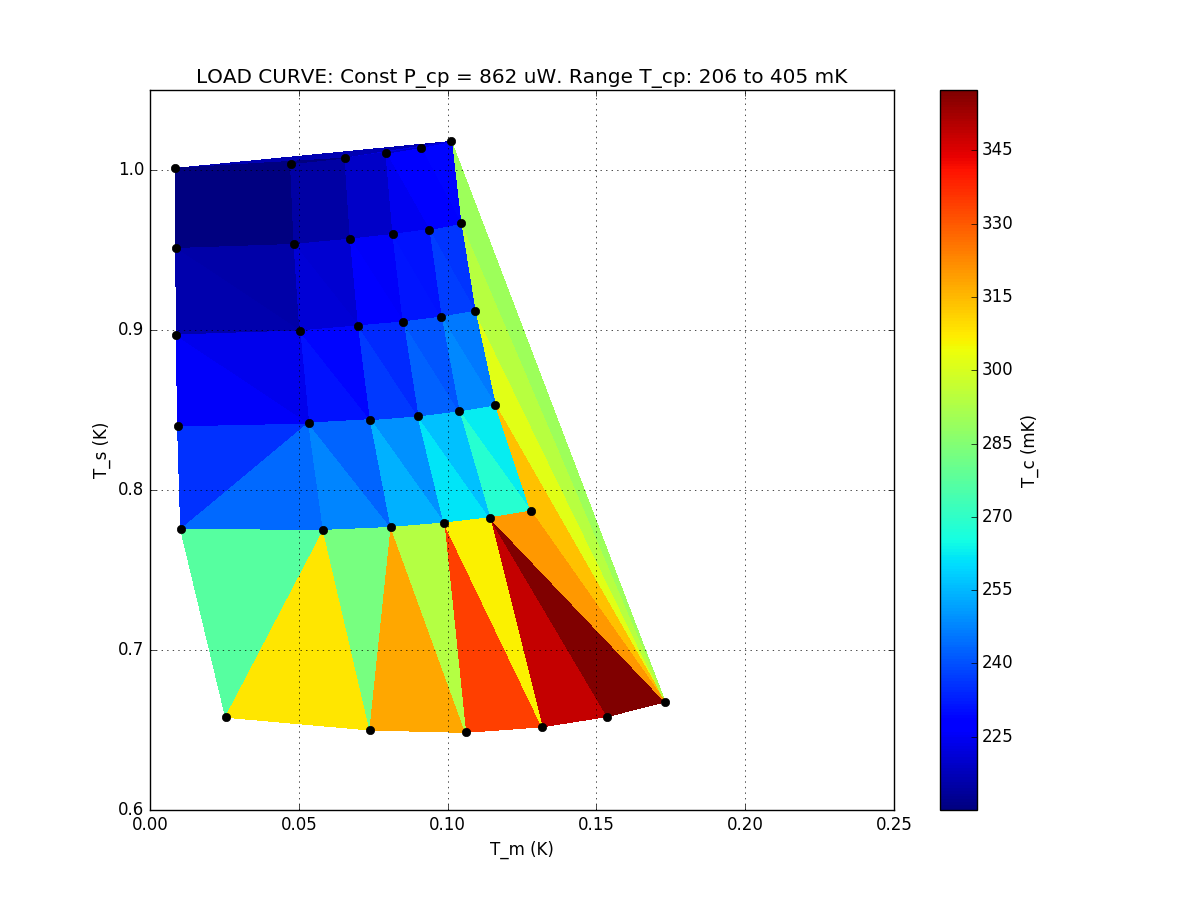 LOAD CURVE: Const P_cp = 862 uW. Range T_cp: 206 to 405 mK
1.0
0.9
0.8
0.7
0.6
T_s (K)
0.00 0.05 0.10 0.15 0.20 0.25
T_m (K)
345
330
315
300
285
270
255
240
225
T_c (mK)